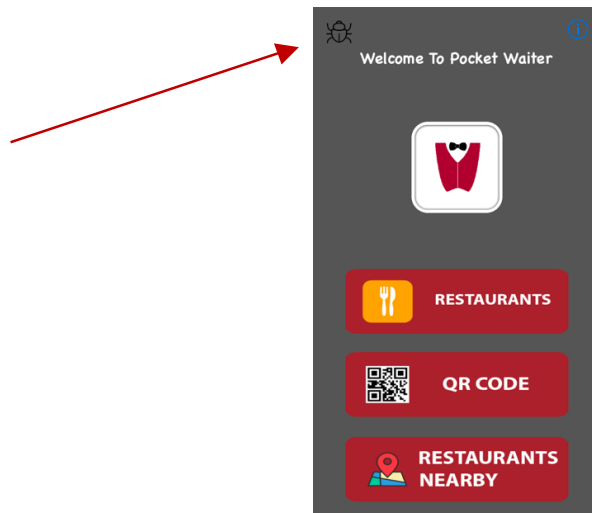 Welcome To Pocket Waiter
RESTAURANTS
QR CODE
RESTAURANTS
NEARBY